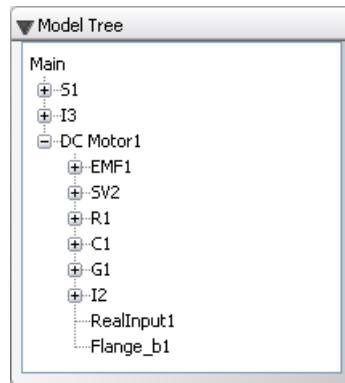 Model Tree
Main
S1
I3
DC Motor1
EMF1
SV2
R1
C1
G1
I2
RealInput1
Flange_b1